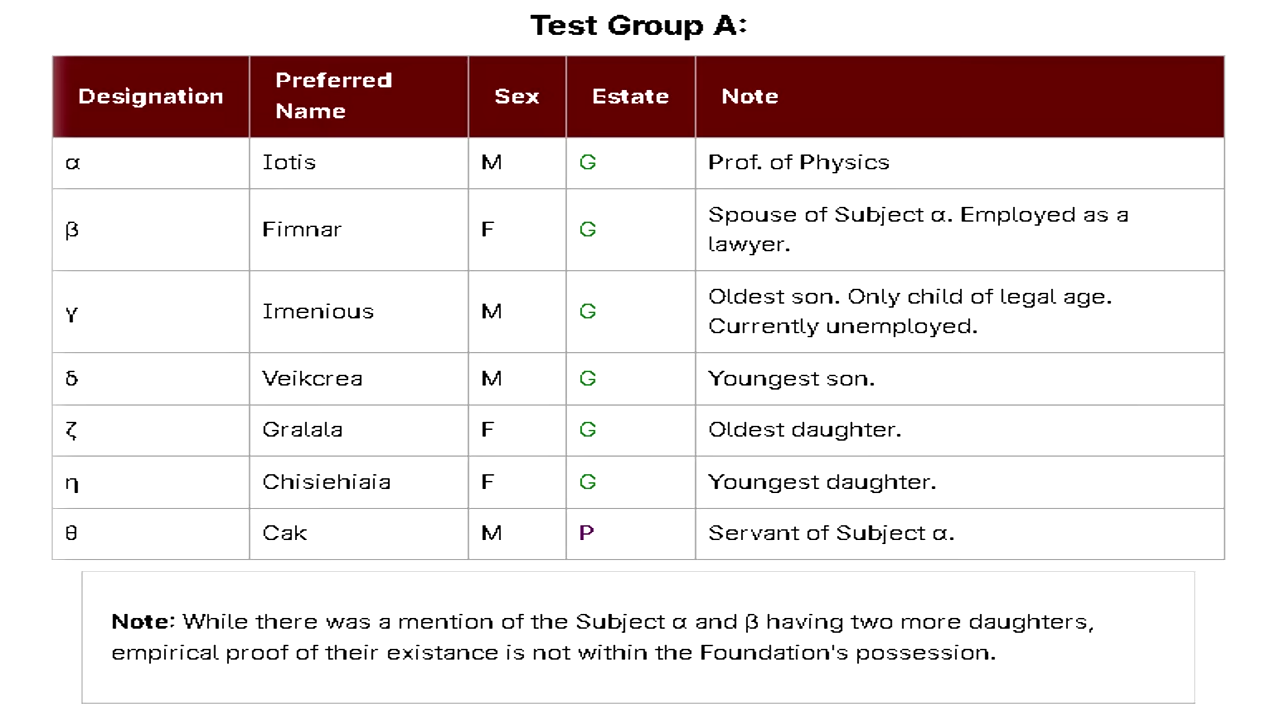 Test Group A:
Designation Preferred Name Sex Estate Note
α Iotis M G Prof. of Physics
β Fimnar F G Spouse of Subject α. Employed as a
lawyer.
γ Imenious M G Oldest son. Only child of legal age.
Currently unemployed.
δ Veikcrea M G Youngest son.
ζ Gralala F G Oldest daughter.
η Chisiehiaia F G Youngest daughter.
θ Cak M P Servant of Subject α.
Note: While there was a mention of the Subject α and β having two more daughters,
empirical proof of their existance is not within the Foundation's possession.